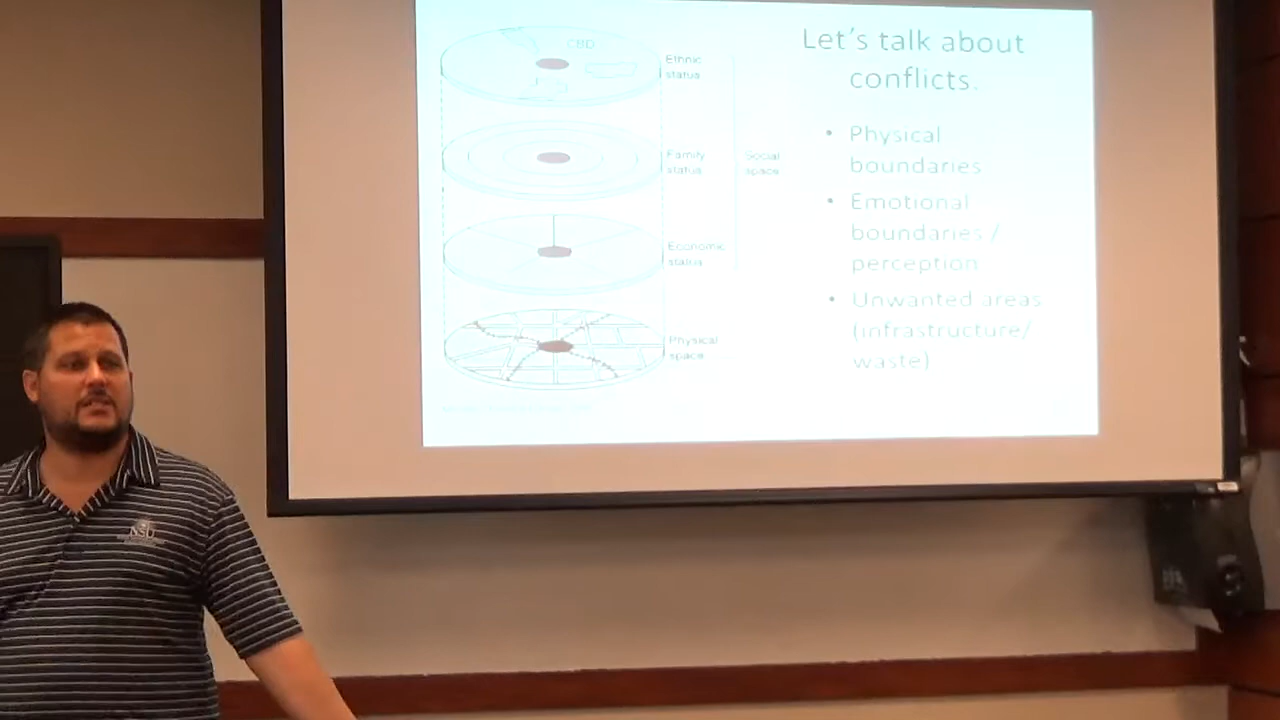 CBD
Ethnic
status
Family
status
Social
space
Economic
status
Physical
space
Let's talk about
conflicts.
• Physical
boundaries
• Emotional
boundaries /
perception
• Unwanted areas
(infrastructure/
waste)
NSU